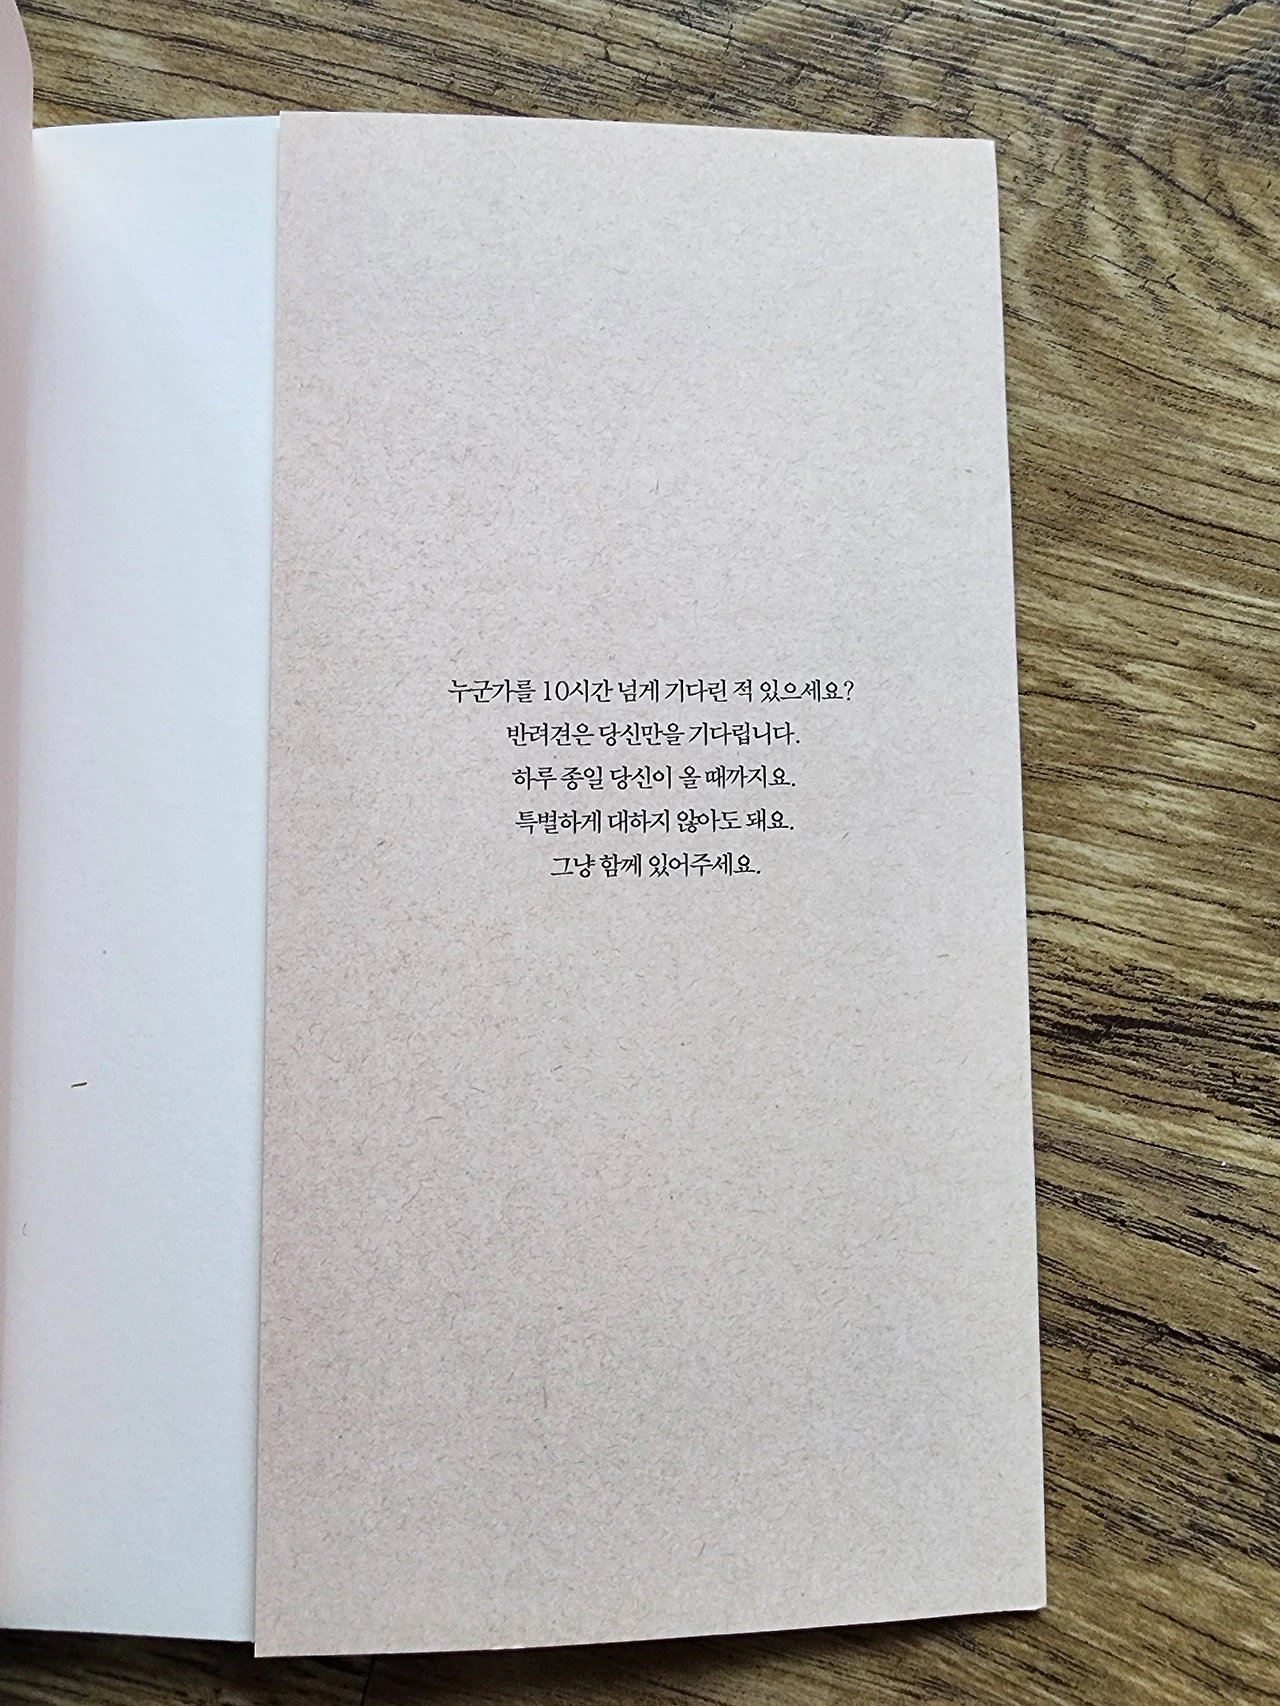 누군가를 10시간 넘게 기다린 적 있으세요?
반려견은 당신만을 기다립니다.
하루 종일 당신이 올 때까지요.
특별하게 대하지 않아도 돼요.
그냥 함께 있어주세요.